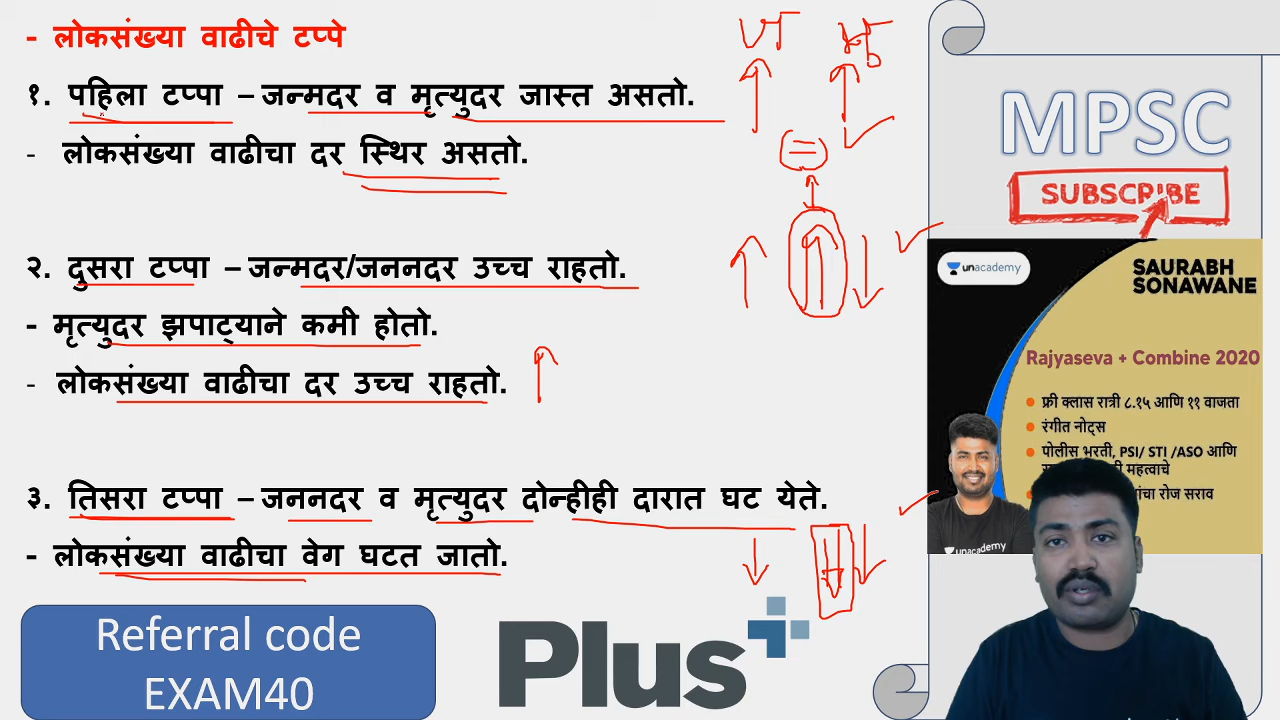 - लोकसंख्या वाढीचे टप्पे
१. पहिला टप्पा – जन्मदर व मृत्युदर जास्त असतो.
- लोकसंख्या वाढीचा दर स्थिर असतो.
२. दुसरा टप्पा – जन्मदर/जननदर उच्च राहतो.
- मृत्युदर झपाट्याने कमी होतो.
- लोकसंख्या वाढीचा दर उच्च राहतो.
३. तिसरा टप्पा – जननदर व मृत्युदर दोन्हीही दारात घट येते.
- लोकसंख्या वाढीचा वेग घटत जातो.
Referral code
EXAM40
Plus
MPSC
SUBSCRIBE
unacademy
SAURABH
SONAWANE
Rajyaseva + Combine 2020
फ्री क्लास रात्री ८.१५ आणि ११ वाजता
रंगीत नोट्स
पोलीस भरती, PSI/ STI /ASO आणि
महत्वाचे
रोज सराव
unacademy